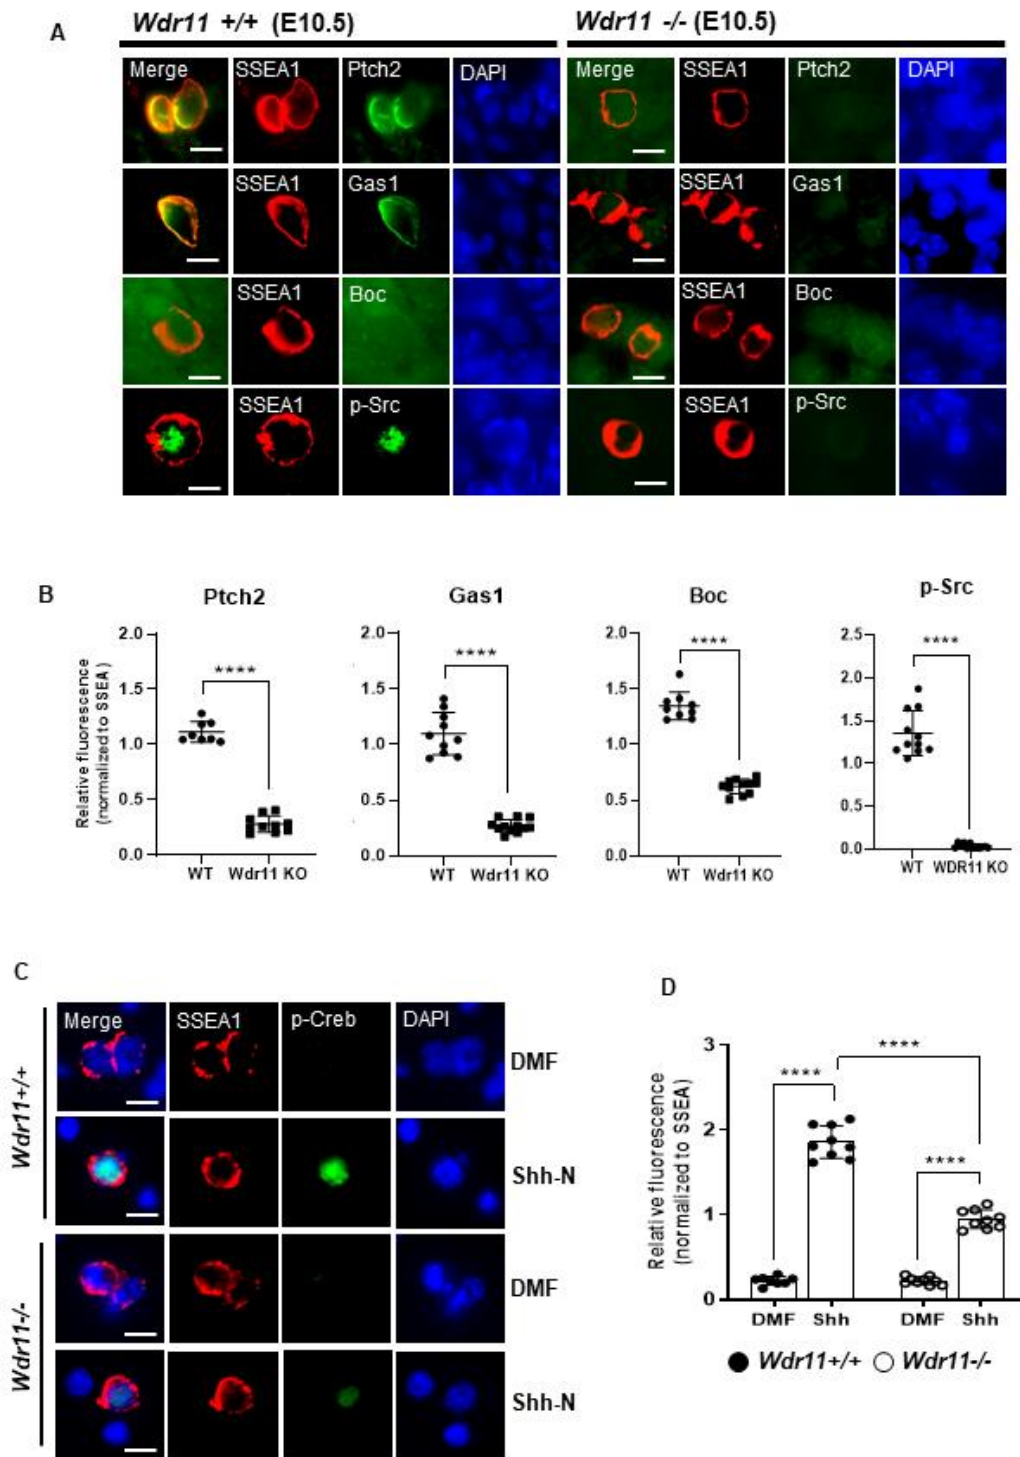 A
Wdr11 +/+ (E10.5) Wdr11 -/- (E10.5)
Merge SSEA1 Ptch2 DAPI Merge SSEA1 Ptch2 DAPI
SSEA1 Gas1 SSEA1 Gas1
SSEA1 Boc SSEA1 Boc
SSEA1 p-Src SSEA1 p-Src
B
Ptch2 Gas1 Boc p-Src
Relative fluorescence
(normalized to SSEA)
2.0
1.5
1.0
0.5
0.0
****
WT Wdr11 KO
2.0
1.5
1.0
0.5
0.0
****
WT Wdr11 KO
2.0
1.5
1.0
0.5
0.0
****
WT Wdr11 KO
2.5
2.0
1.5
1.0
0.5
0.0
****
WT WDR11 KO
C
Wdr11+/+
Wdr11-/-
Merge SSEA1 p-Creb DAPI
DMF
Shh-N
DMF
Shh-N
D
Relative fluorescence
(normalized to SSEA)
3
2
1
0
****
****
****
DMF Shh DMF Shh
Wdr11+/+ Wdr11-/-